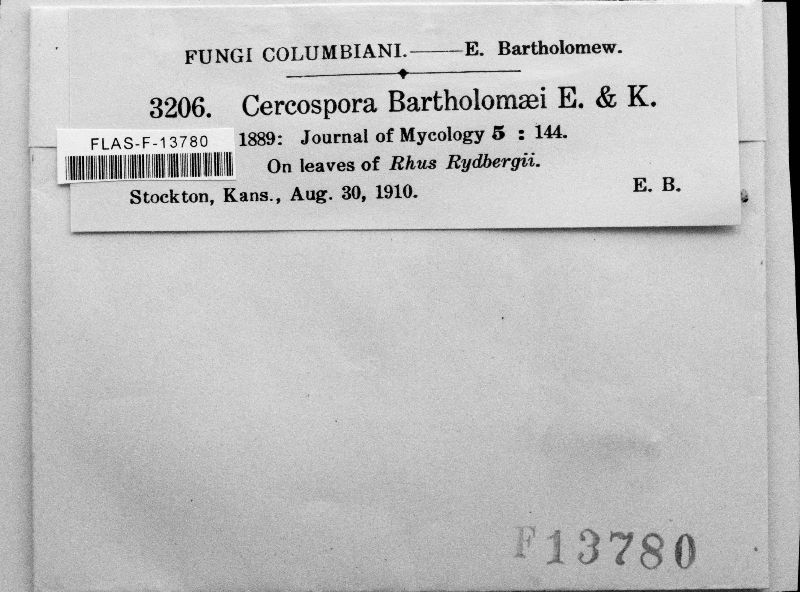 FUNGI COLUMBIANI.——E. Bartholomew.
3206. Cercospora Bartholomæi E. & K.
FLAS-F-13780
1889: Journal of Mycology 5 : 144.
On leaves of Rhus Rydbergii.
Stockton, Kans., Aug. 30, 1910. E. B.
F13780